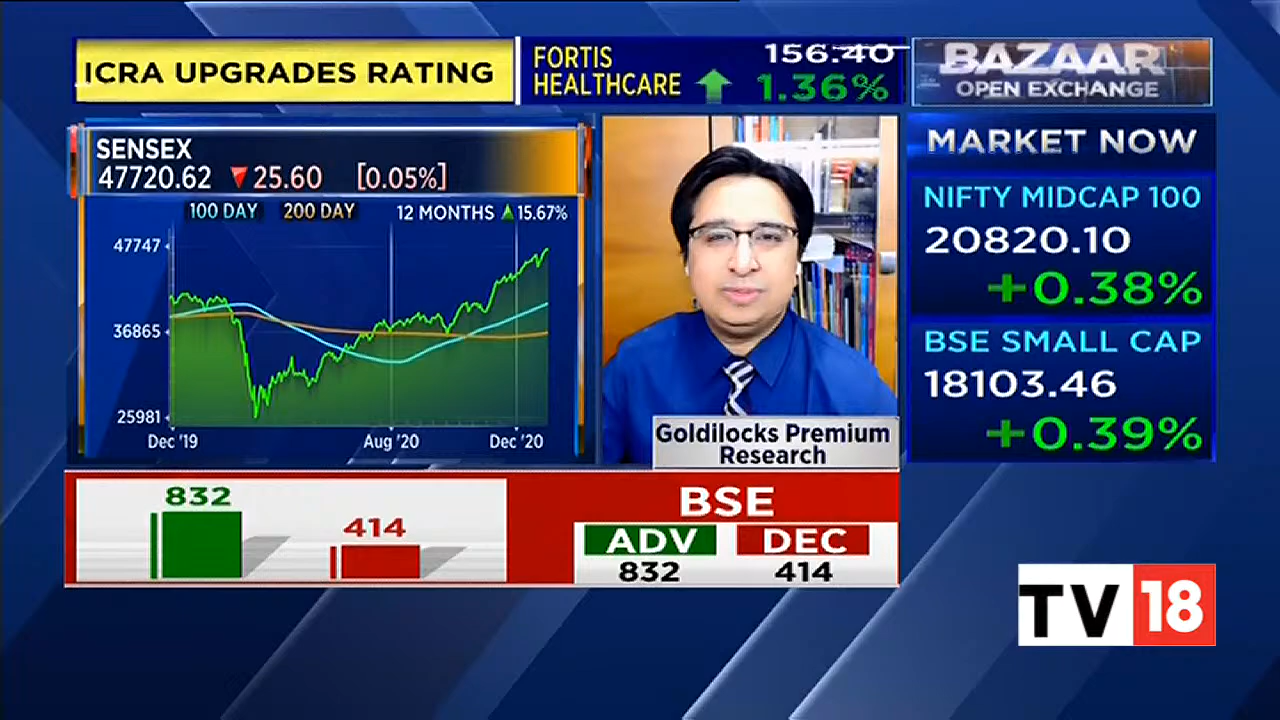 ICRA UPGRADES RATING
FORTIS
HEALTHCARE
156.40
1.36%
BAZAAR
OPEN EXCHANGE
SENSEX
47720.62 25.60 [0.05%]
100 DAY 200 DAY 12 MONTHS 15.67%
47747
36865
25981
Dec '19 Aug '20 Dec '20
Goldilocks Premium
Research
MARKET NOW
NIFTY MIDCAP 100
20820.10
+0.38%
BSE SMALL CAP
18103.46
+0.39%
832
414
BSE
ADV DEC
832 414
TV 18